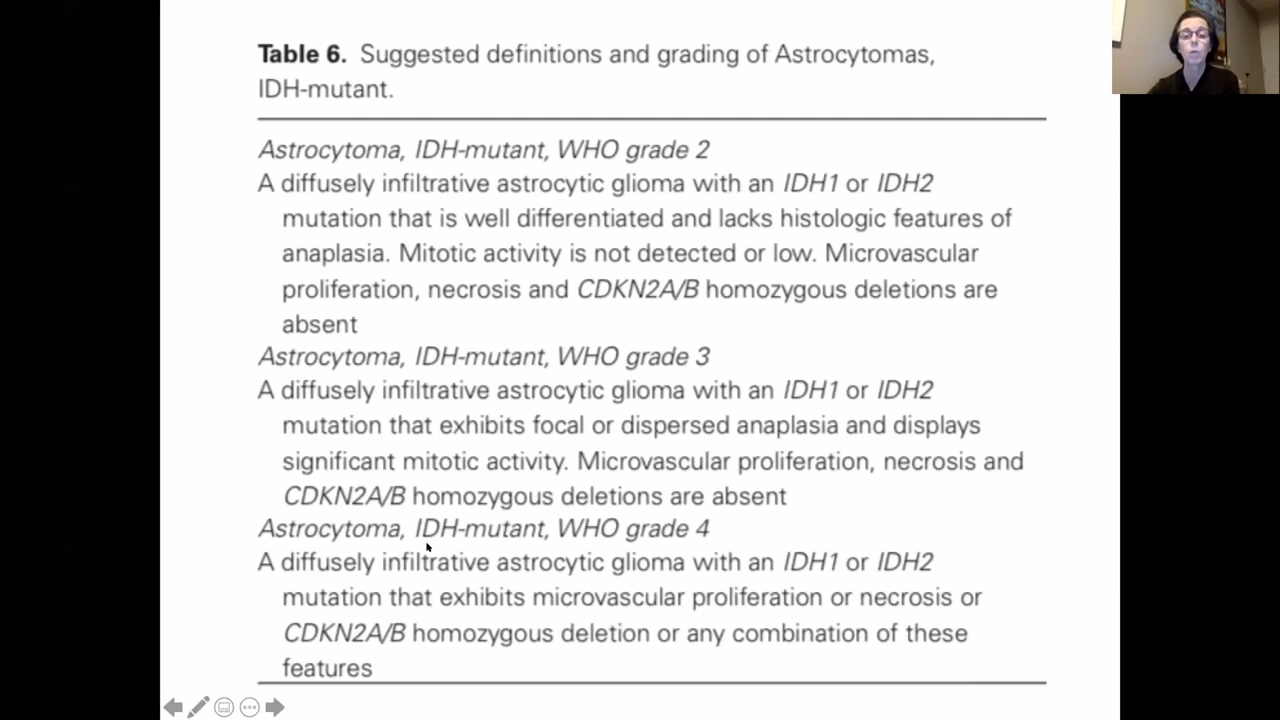 Table 6. Suggested definitions and grading of Astrocytomas,
IDH-mutant.
Astrocytoma, IDH-mutant, WHO grade 2
A diffusely infiltrative astrocytic glioma with an IDH1 or IDH2
mutation that is well differentiated and lacks histologic features of
anaplasia. Mitotic activity is not detected or low. Microvascular
proliferation, necrosis and CDKN2A/B homozygous deletions are
absent
Astrocytoma, IDH-mutant, WHO grade 3
A diffusely infiltrative astrocytic glioma with an IDH1 or IDH2
mutation that exhibits focal or dispersed anaplasia and displays
significant mitotic activity. Microvascular proliferation, necrosis and
CDKN2A/B homozygous deletions are absent
Astrocytoma, IDH-mutant, WHO grade 4
A diffusely infiltrative astrocytic glioma with an IDH1 or IDH2
mutation that exhibits microvascular proliferation or necrosis or
CDKN2A/B homozygous deletion or any combination of these
features